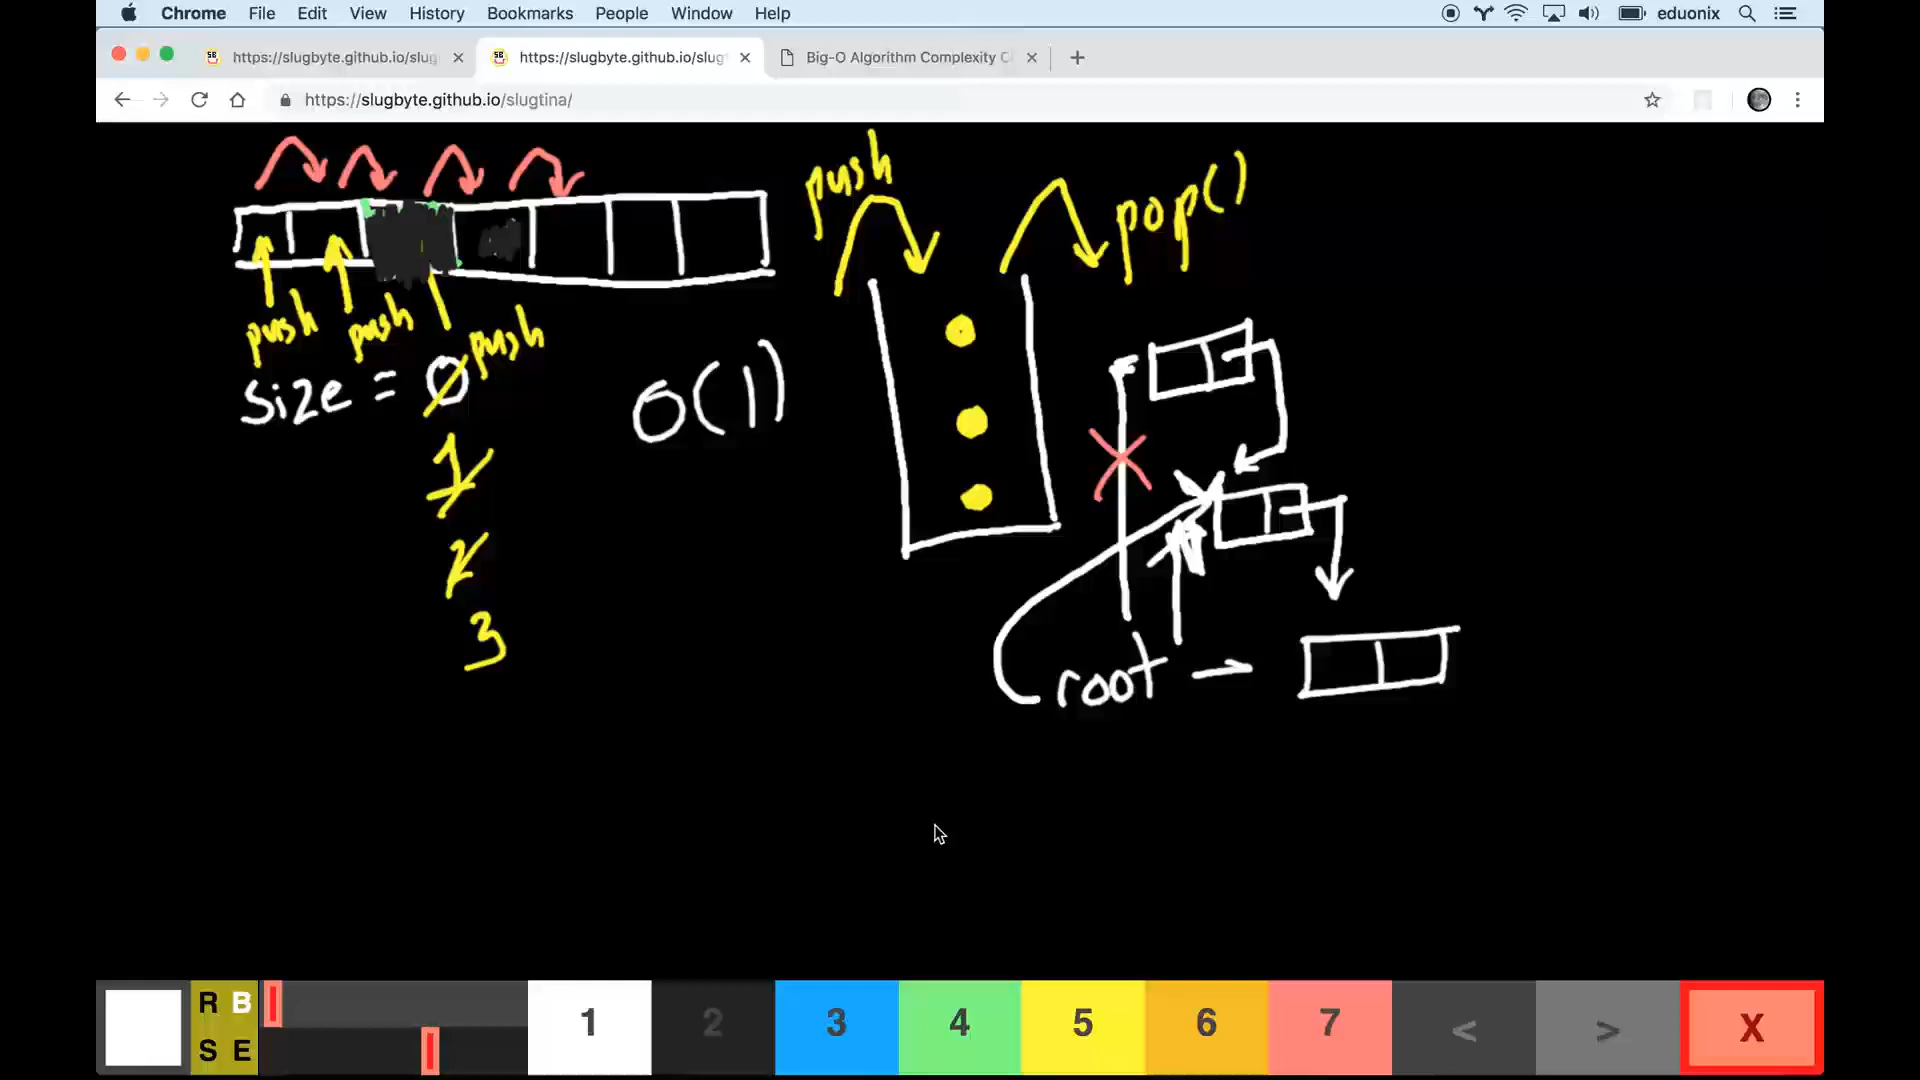 Chrome File Edit View History Bookmarks People Window Help eduonix
https://slugbyte.github.io/slug https://slugbyte.github.io/slugt Big-O Algorithm Complexity C
https://slugbyte.github.io/slugtina/
push
pop()
push push push
size = 0
O(1)
1
2
3
root
R B
S E
1 2 3 4 5 6 7 < > X